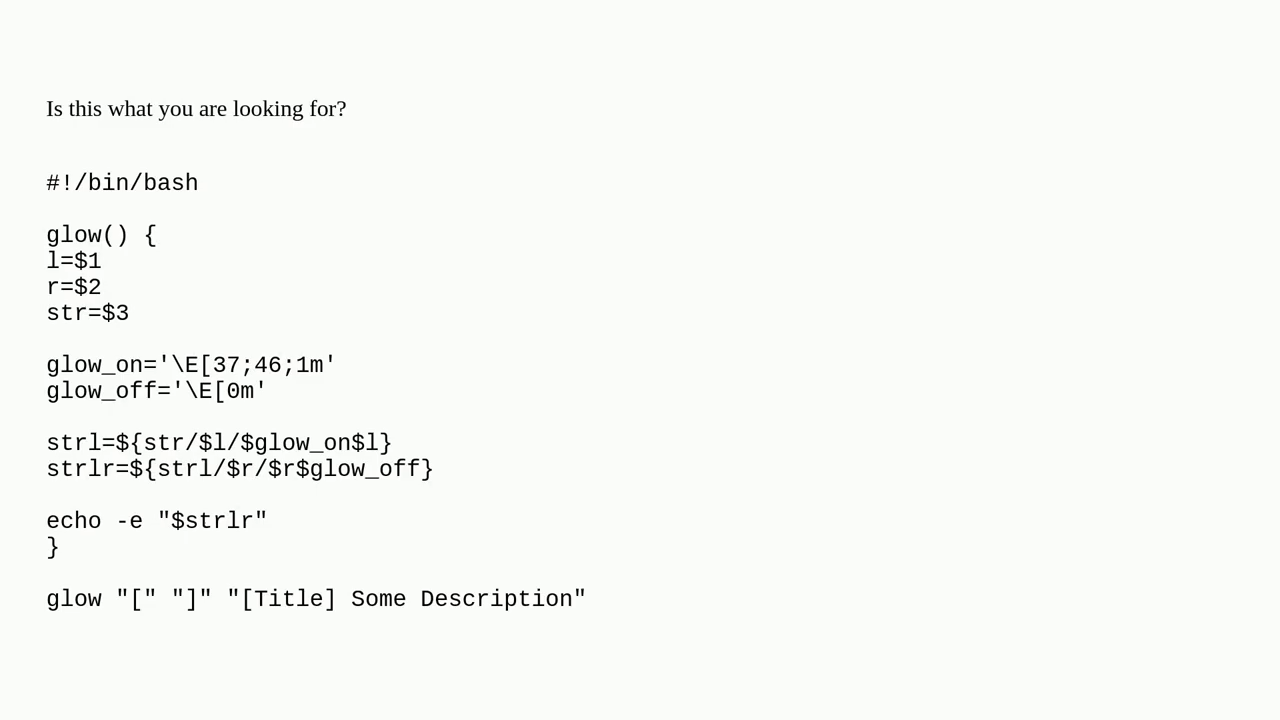 Is this what you are looking for?
#!/bin/bash
glow() {
l=$1
r=$2
str=$3
glow_on='\E[37;46;1m'
glow_off='\E[0m'
strl=${str/$l/$glow_on$l}
strlr=${strl/$r/$r$glow_off}
echo -e "$strlr"
}
glow "[" "]" "[Title] Some Description"